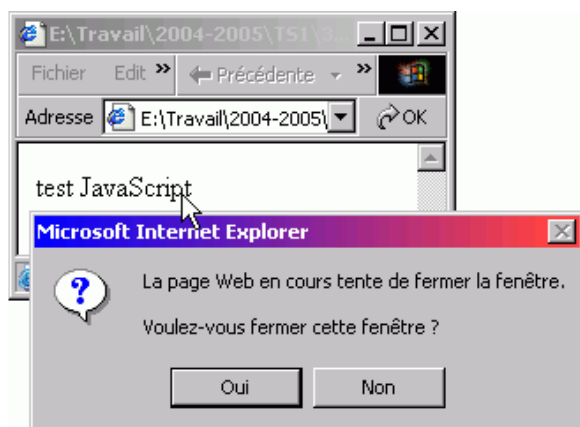 E:\Travail\2004-2005\TS1\3...
Fichier Edit » Précédente »
Adresse E:\Travail\2004-2005\ OK
test JavaScript
Microsoft Internet Explorer
La page Web en cours tente de fermer la fenêtre.
Voulez-vous fermer cette fenêtre ?
Oui Non